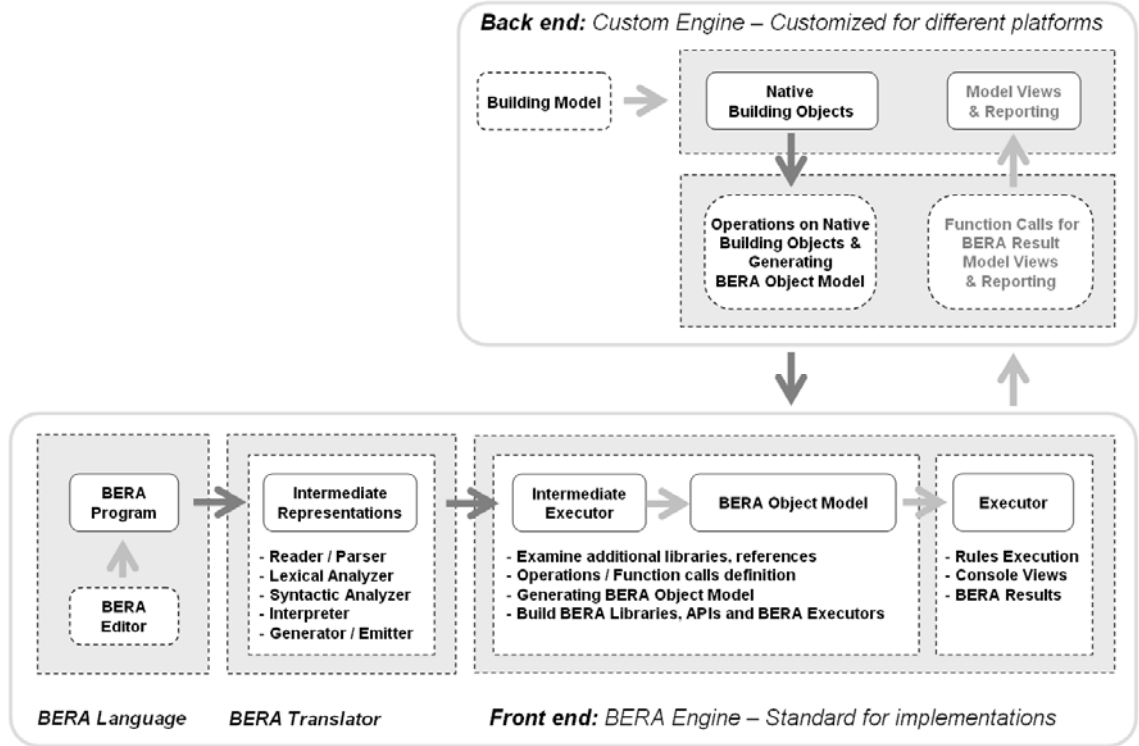 Back end: Custom Engine – Customized for different platforms
Building Model
Native
Building Objects
Model Views
& Reporting
Operations on Native
Building Objects &
Generating
BERA Object Model
Function Calls for
BERA Result
Model Views
& Reporting
BERA
Program
BERA
Editor
Intermediate
Representations
- Reader / Parser
- Lexical Analyzer
- Syntactic Analyzer
- Interpreter
- Generator / Emitter
Intermediate
Executor
BERA Object Model
- Examine additional libraries, references
- Operations / Function calls definition
- Generating BERA Object Model
- Build BERA Libraries, APIs and BERA Executors
Executor
- Rules Execution
- Console Views
- BERA Results
BERA Language
BERA Translator
Front end: BERA Engine – Standard for implementations